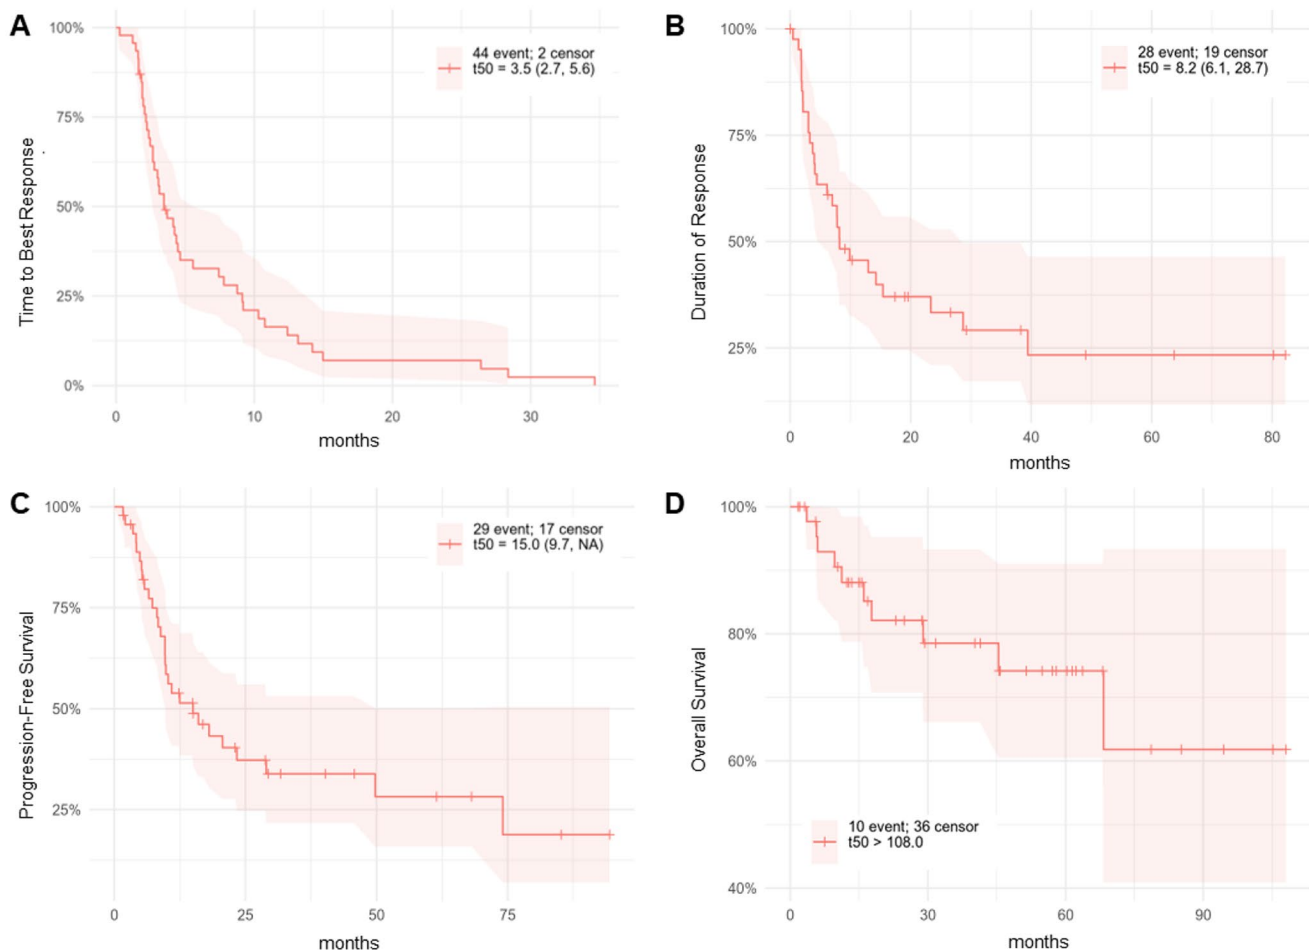 A
Time to Best Response
100%
75%
50%
25%
0%
44 event; 2 censor
t50 = 3.5 (2.7, 5.6)
0 10 20 30
months
B
Duration of Response
100%
75%
50%
25%
28 event; 19 censor
t50 = 8.2 (6.1, 28.7)
0 20 40 60 80
months
C
Progression-Free Survival
100%
75%
50%
25%
29 event; 17 censor
t50 = 15.0 (9.7, NA)
0 25 50 75
months
D
Overall Survival
100%
80%
60%
40%
10 event; 36 censor
t50 > 108.0
0 30 60 90
months